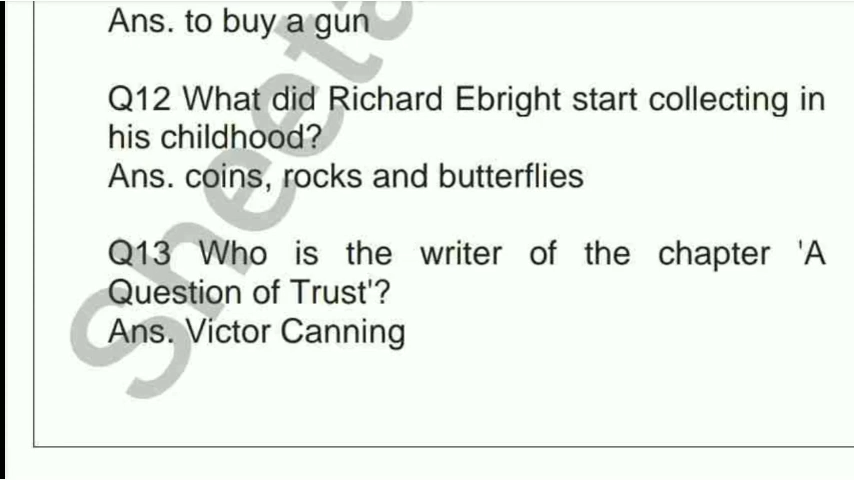 Ans. to buy a gun
Q12 What did Richard Ebright start collecting in
his childhood?
Ans. coins, rocks and butterflies
Q13 Who is the writer of the chapter 'A
Question of Trust'?
Ans. Victor Canning